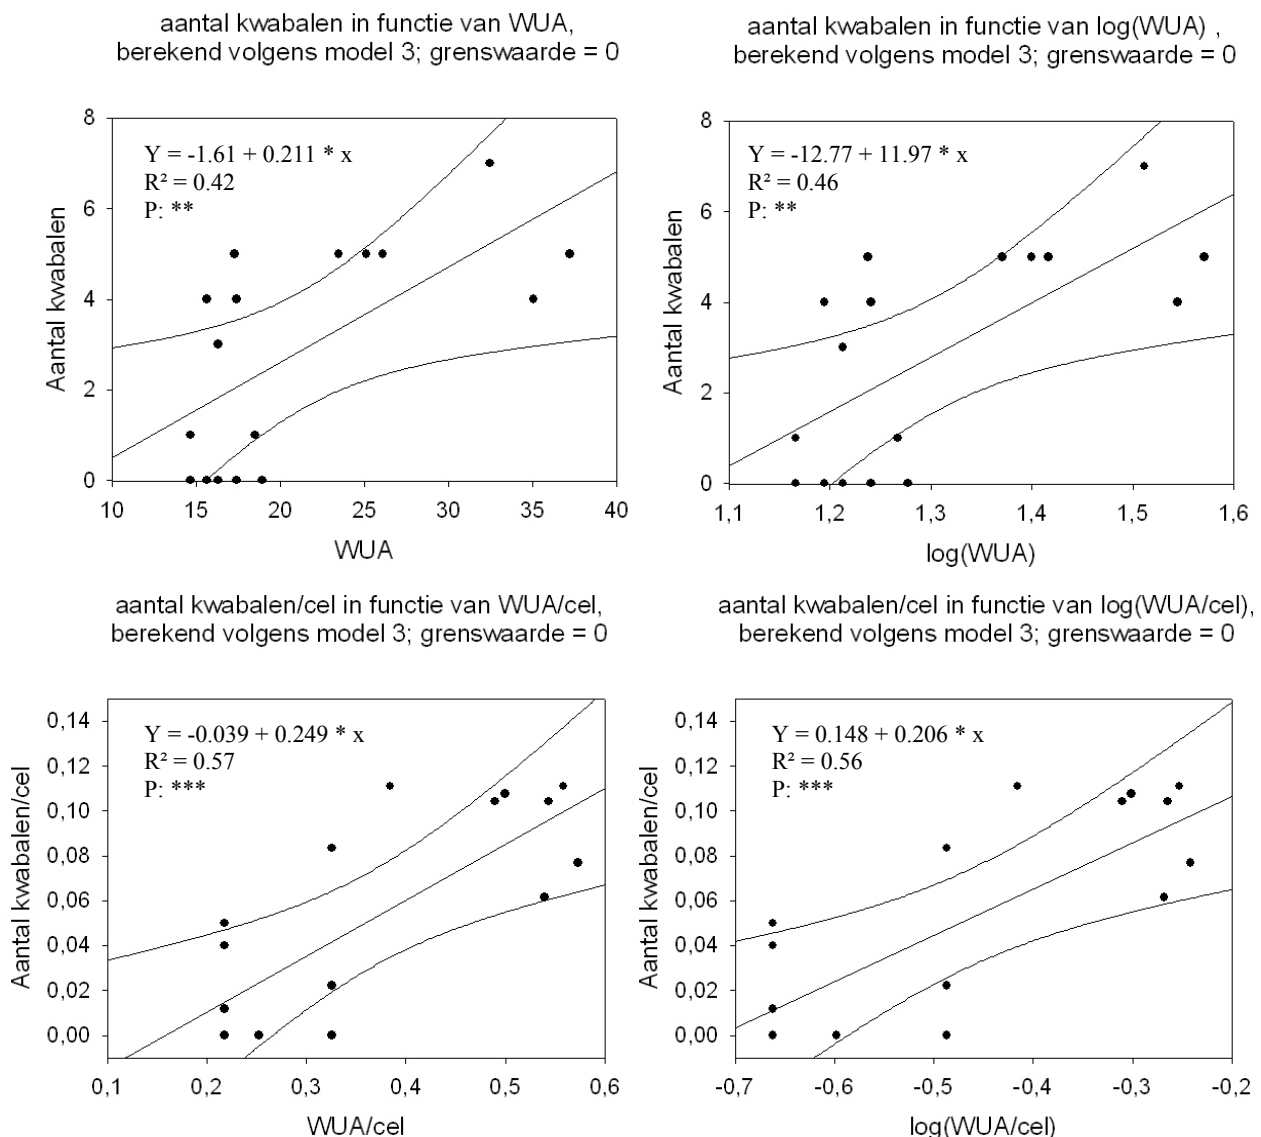 aantal kwabalen in functie van WUA,
berekend volgens model 3; grenswaarde = 0
8
6
4
2
0
Aantal kwabalen
Y = -1.61 + 0.211 * x
R² = 0.42
P: **
10 15 20 25 30 35 40
WUA
aantal kwabalen in functie van log(WUA) ,
berekend volgens model 3; grenswaarde = 0
8
6
4
2
0
Aantal kwabalen
Y = -12.77 + 11.97 * x
R² = 0.46
P: **
1,1 1,2 1,3 1,4 1,5 1,6
log(WUA)
aantal kwabalen/cel in functie van WUA/cel,
berekend volgens model 3; grenswaarde = 0
0,14
0,12
0,10
0,08
0,06
0,04
0,02
0,00
Aantal kwabalen/cel
Y = -0.039 + 0.249 * x
R² = 0.57
P: ***
0,1 0,2 0,3 0,4 0,5 0,6
WUA/cel
aantal kwabalen/cel in functie van log(WUA/cel),
berekend volgens model 3; grenswaarde = 0
0,14
0,12
0,10
0,08
0,06
0,04
0,02
0,00
Aantal kwabalen/cel
Y = 0.148 + 0.206 * x
R² = 0.56
P: ***
-0,7 -0,6 -0,5 -0,4 -0,3 -0,2
log(WUA/cel)